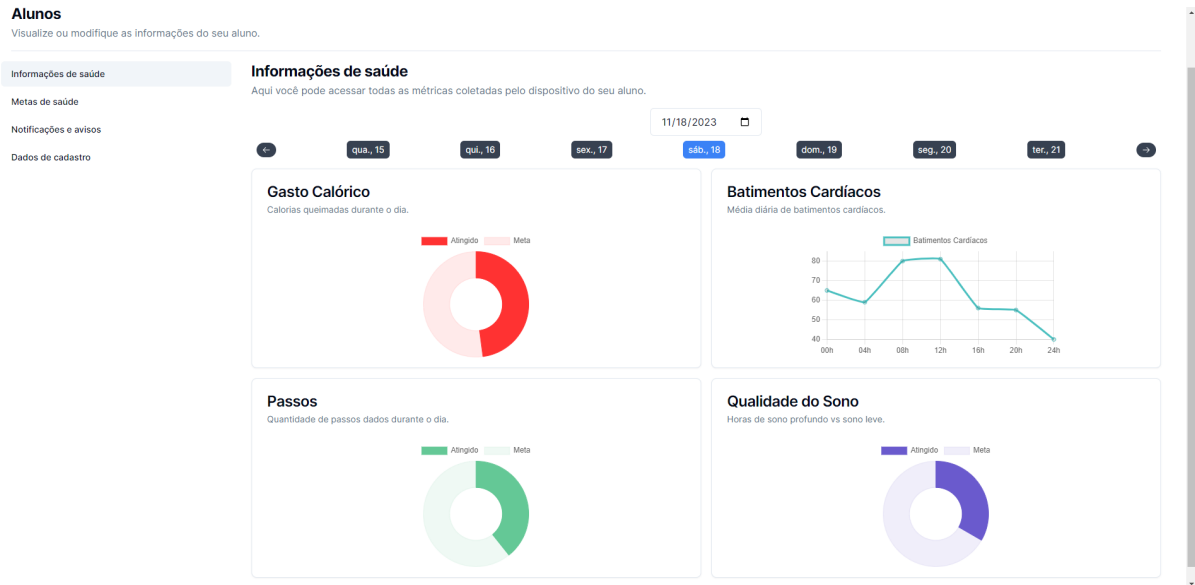 Alunos
Visualize ou modifique as informações do seu aluno.
Informações de saúde
Metas de saúde
Notificações e avisos
Dados de cadastro
Informações de saúde
Aqui você pode acessar todas as métricas coletadas pelo dispositivo do seu aluno.
11/18/2023
← qua., 15 qui., 16 sex., 17 sáb., 18 dom., 19 seg., 20 ter., 21 →
Gasto Calórico
Calorias queimadas durante o dia.
Atingido Meta
Batimentos Cardíacos
Média diária de batimentos cardíacos.
Batimentos Cardíacos
80
70
60
50
40
00h 04h 08h 12h 16h 20h 24h
Passos
Quantidade de passos dados durante o dia.
Atingido Meta
Qualidade do Sono
Horas de sono profundo vs sono leve.
Atingido Meta